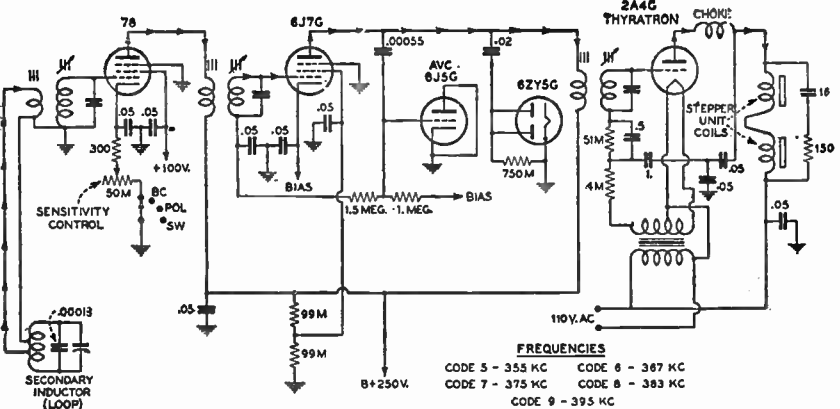 78
6J7G
2A4G
THYRATRON
CHOKE
.00055
.02
AVC -
6J5G
6ZY5G
.05
.05
.05
.05
.05
300
+100V.
50M
SENSITIVITY
CONTROL
BC
POL
SW
BIAS
1.5 MEG.
.1 MEG.
BIAS
750M
51M
.5
.4M
1.
.05
.05
STEPPER
UNIT
COILS
.16
150
.05
.00013
SECONDARY
INDUCTOR
(LOOP)
.05
99M
99M
B+250V.
110V. AC
FREQUENCIES
CODE 5 - 355 KC CODE 6 - 367 KC
CODE 7 - 375 KC CODE 8 - 383 KC
CODE 9 - 395 KC